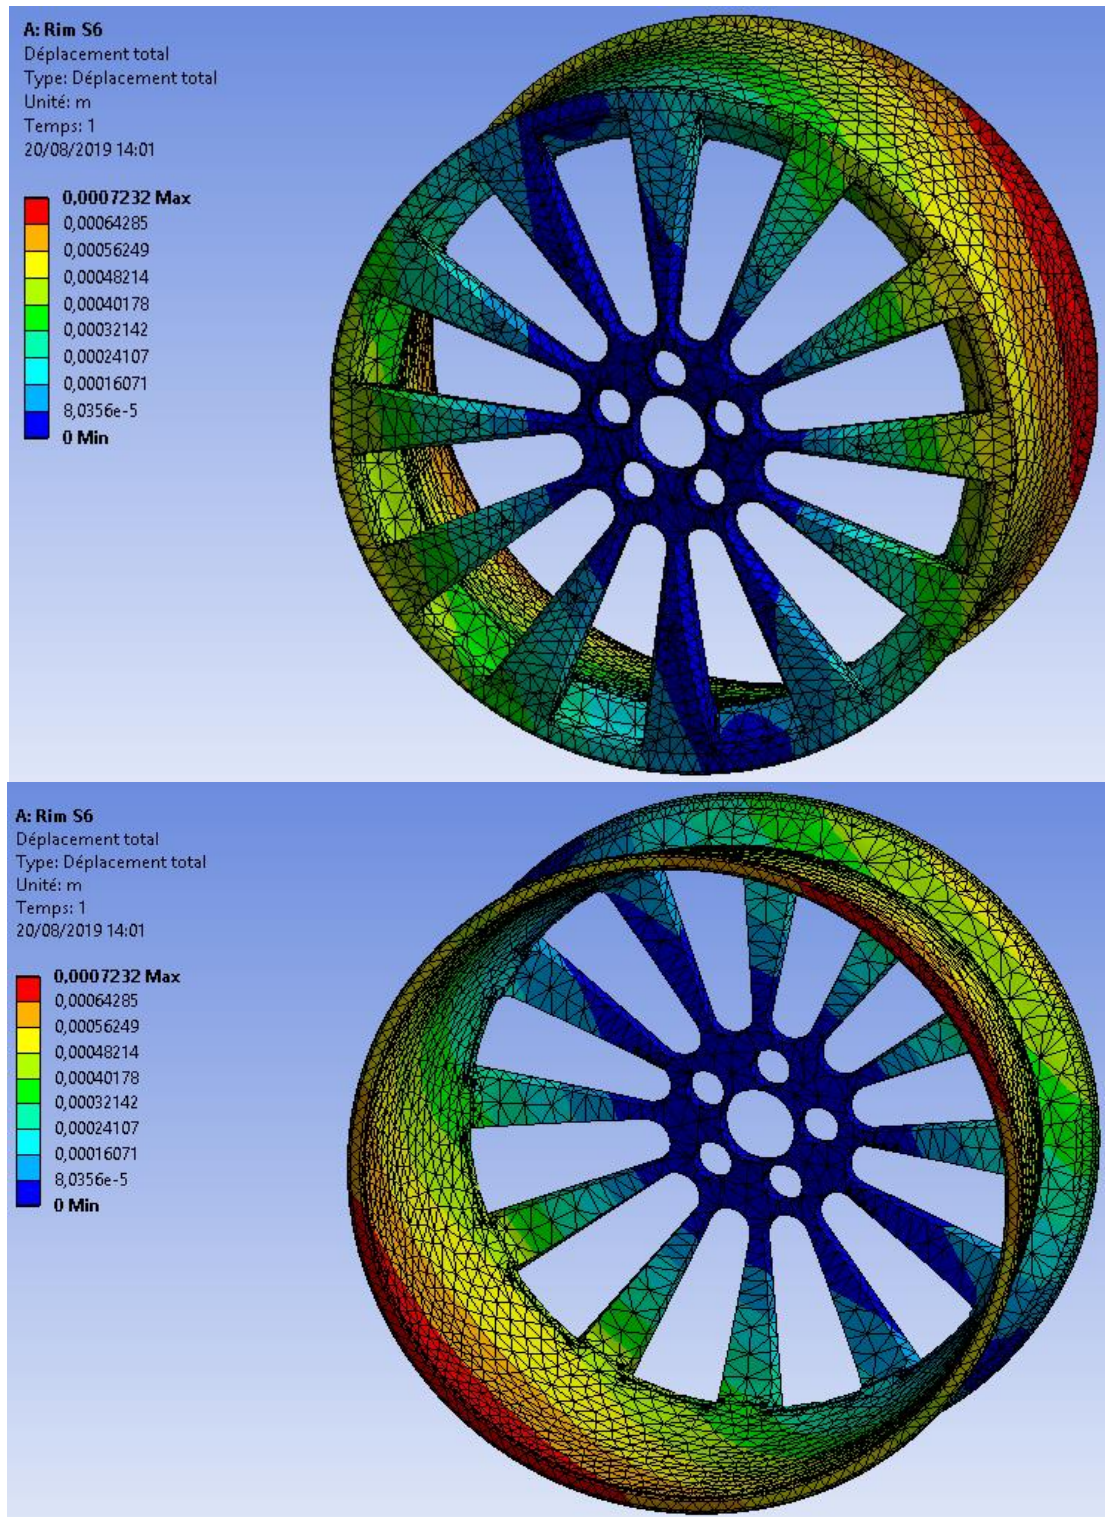 A: Rim S6
Déplacement total
Type: Déplacement total
Unité: m
Temps: 1
20/08/2019 14:01
0,0007232 Max
0,00064285
0,00056249
0,00048214
0,00040178
0,00032142
0,00024107
0,00016071
8,0356e-5
0 Min
A: Rim S6
Déplacement total
Type: Déplacement total
Unité: m
Temps: 1
20/08/2019 14:01
0,0007232 Max
0,00064285
0,00056249
0,00048214
0,00040178
0,00032142
0,00024107
0,00016071
8,0356e-5
0 Min